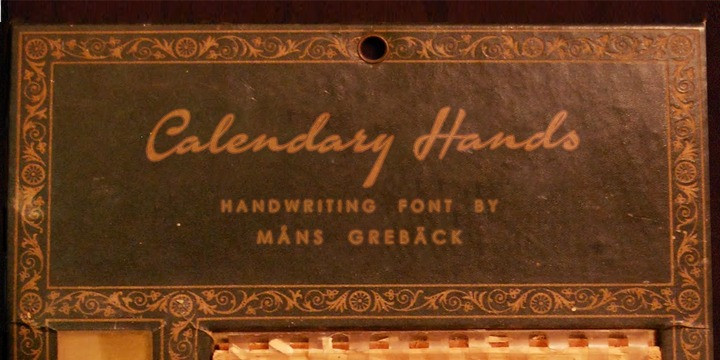 Calendary Hands
HANDWRITING FONT BY
MÅNS GREBÄCK